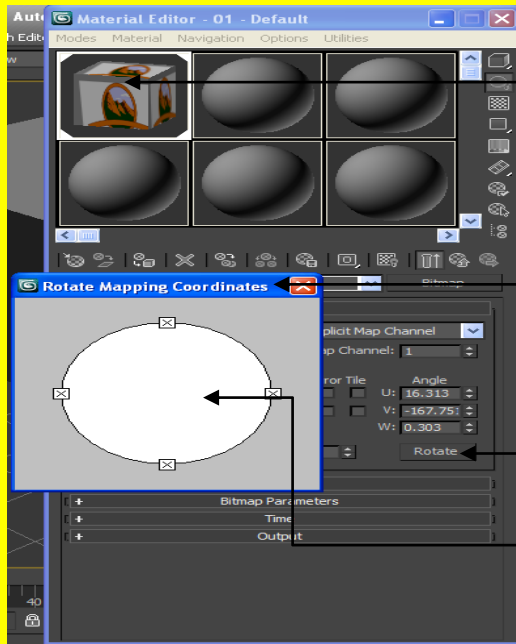 Auto
Material Editor - 01 - Default
h Edit
Modes Material Navigation Options Utilities
Rotate Mapping Coordinates
Bitmap
plicit Map Channel
ap Channel: 1
ror Tile Angle
U: 16.313
V: -167.75
W: 0.303
Rotate
+ Bitmap Parameters
+ Time
+ Output
40